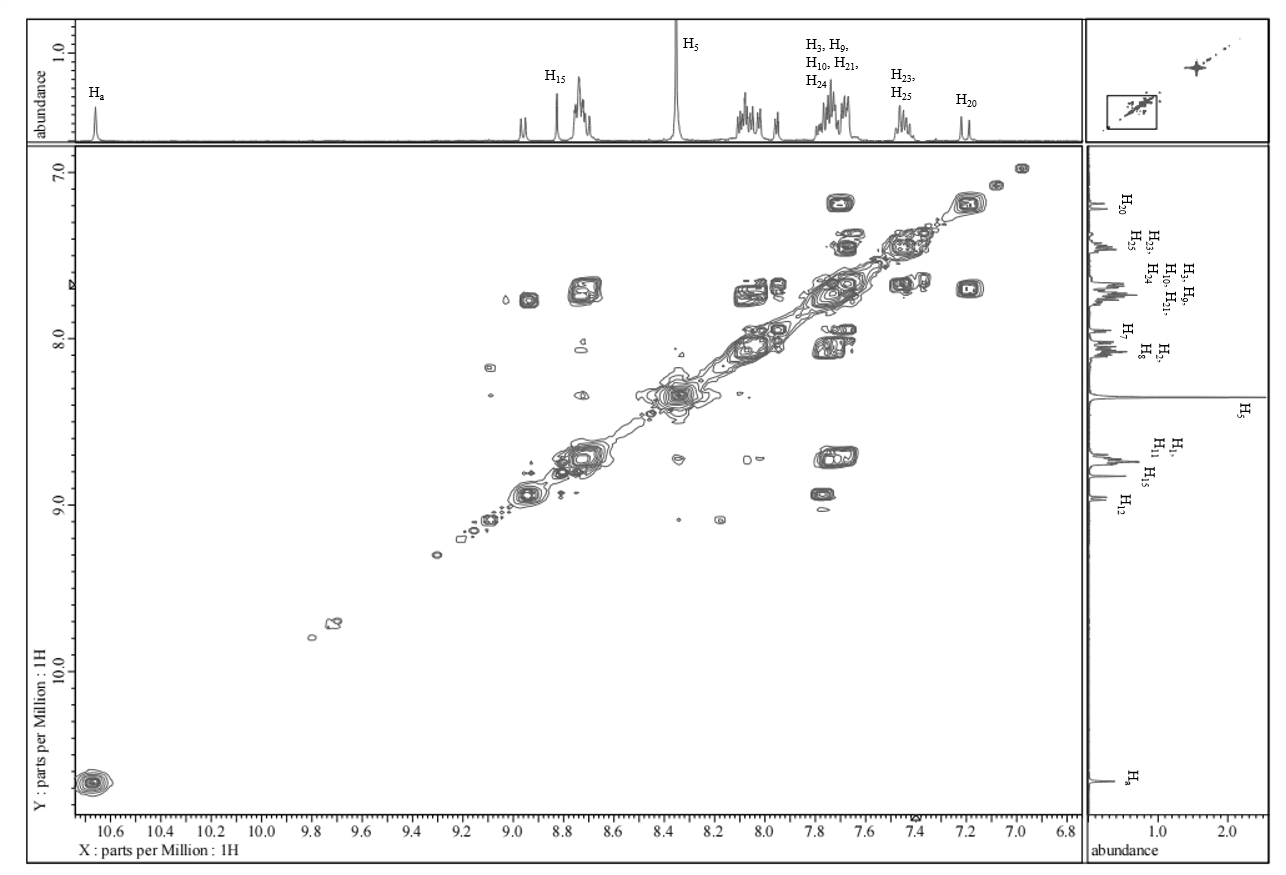 abundance
1.0
Ha
H15
H5
H3, H9,
H10, H21,
H24
H23,
H25
H20
Y : parts per Million : 1H
7.0
8.0
9.0
10.0
H20
H23,
H25
H3, H9,
H10, H21,
H24
H7
H2,
H8
H5
H1,
H11
H15
H12
Ha
10.6 10.4 10.2 10.0 9.8 9.6 9.4 9.2 9.0 8.8 8.6 8.4 8.2 8.0 7.8 7.6 7.4 7.2 7.0 6.8
X : parts per Million : 1H
1.0 2.0
abundance